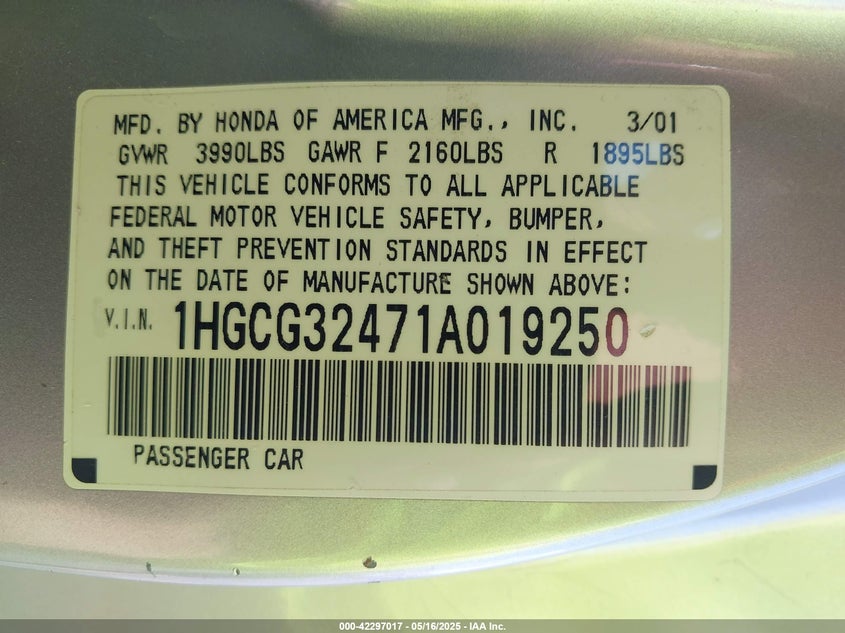 MFD. BY HONDA OF AMERICA MFG., INC. 3/01
GVWR 3990LBS GAWR F 2160LBS R 1895LBS
THIS VEHICLE CONFORMS TO ALL APPLICABLE
FEDERAL MOTOR VEHICLE SAFETY, BUMPER,
AND THEFT PREVENTION STANDARDS IN EFFECT
ON THE DATE OF MANUFACTURE SHOWN ABOVE:
V.I.N. 1HGCG32471A019250
PASSENGER CAR
000-42297017 - 05/16/2025 - IAA Inc.